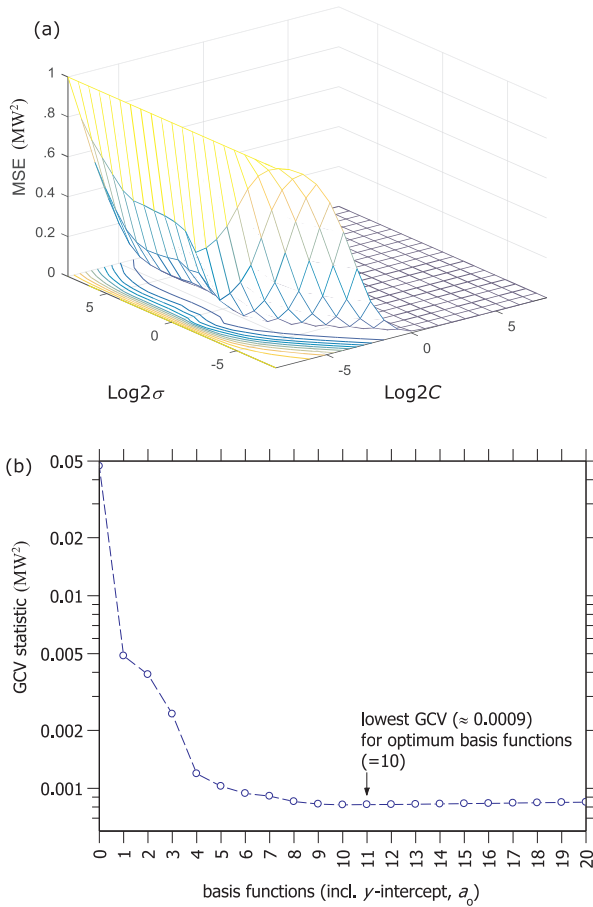 (a)
MSE (MW²)
1
.8
.6
0.4
0.2
0
5
0
-5
Log2σ
-5
0
5
Log2C
(b)
GCV statistic (MW²)
0.05
0.02
0.01
0.005
0.002
0.001
lowest GCV (≈ 0.0009)
for optimum basis functions
(=10)
0 1 2 3 4 5 6 7 8 9 10 11 12 13 14 15 16 17 18 19 20
basis functions (incl. y-intercept, aₒ)